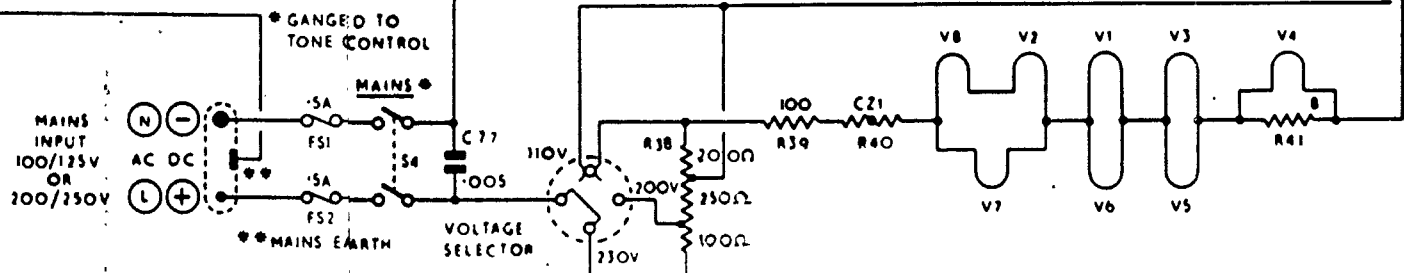 * GANGED TO
TONE CONTROL
MAINS *
V8
V2
V1
V3
V4
MAINS
INPUT
100/125V
OR
200/250V
N
−
AC DC
L
+
**
·5A
FS1
·5A
FS2
S4
C77
·005
110V
200V
230V
VOLTAGE
SELECTOR
R38
200Ω
250Ω
100Ω
100
R39
CZ1
R40
V7
V6
V5
8
R41
** MAINS EARTH